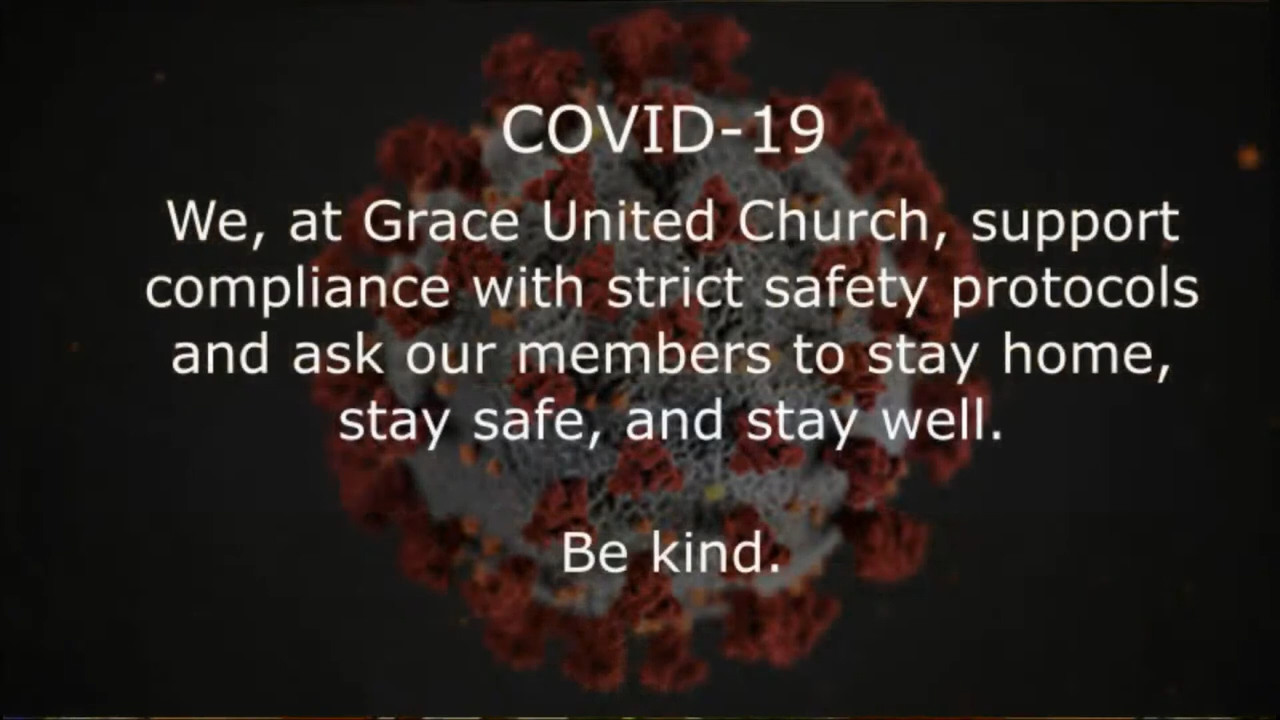 COVID-19
We, at Grace United Church, support
compliance with strict safety protocols
and ask our members to stay home,
stay safe, and stay well.
Be kind.